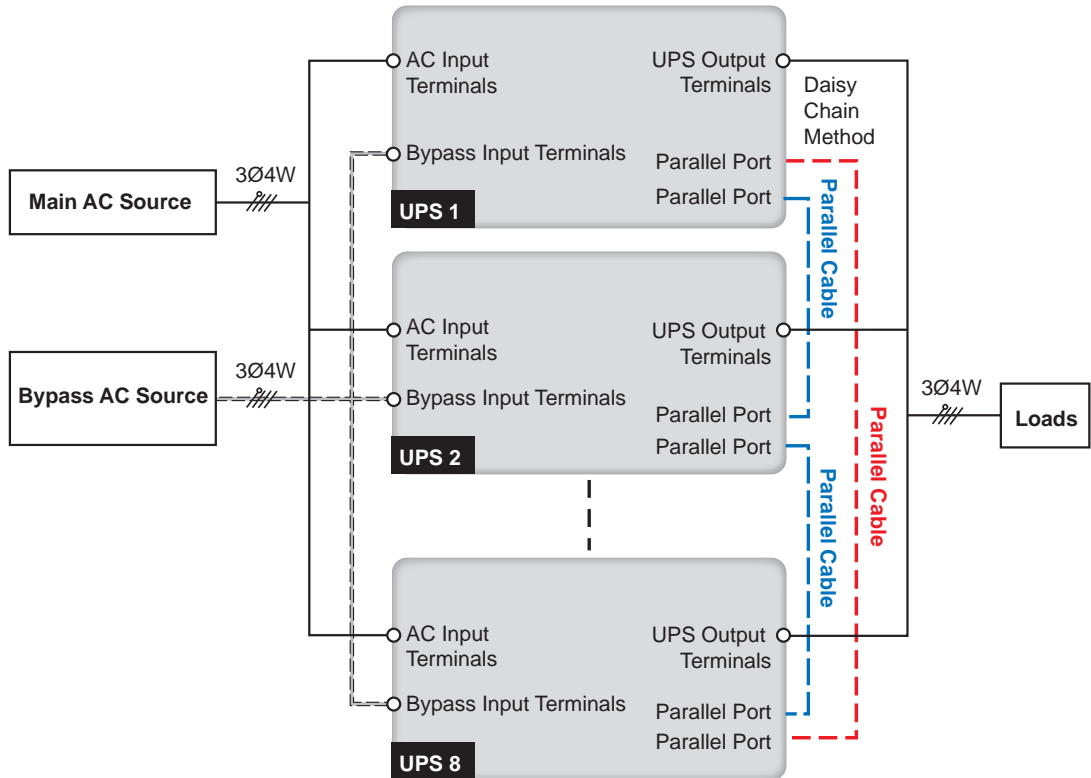 AC Input
Terminals
UPS Output
Terminals
Daisy
Chain
Method
Bypass Input Terminals
Parallel Port
Parallel Port
UPS 1
3Ø4W
Main AC Source
Parallel Cable
AC Input
Terminals
UPS Output
Terminals
3Ø4W
Bypass AC Source
Bypass Input Terminals
Parallel Port
Parallel Port
UPS 2
3Ø4W
Loads
Parallel Cable
Parallel Cable
AC Input
Terminals
UPS Output
Terminals
Bypass Input Terminals
Parallel Port
Parallel Port
UPS 8